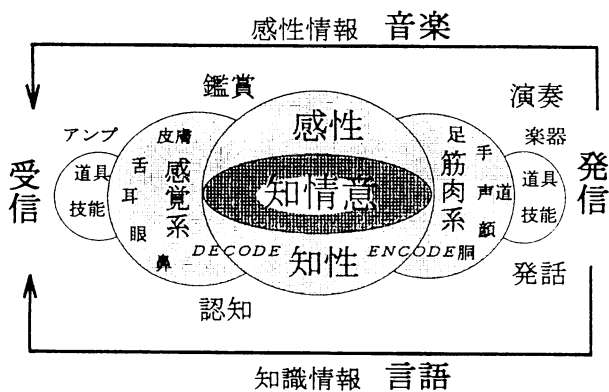 感性情報 音楽
鑑賞
演奏
アンプ
皮膚
感性
足
手
楽器
受信
道具
技能
舌
耳
眼
鼻
感覚系
知情意
筋肉系
声道
顔
胴
道具
技能
発信
DECODE
ENCODE
知性
認知
発話
知識情報 言語